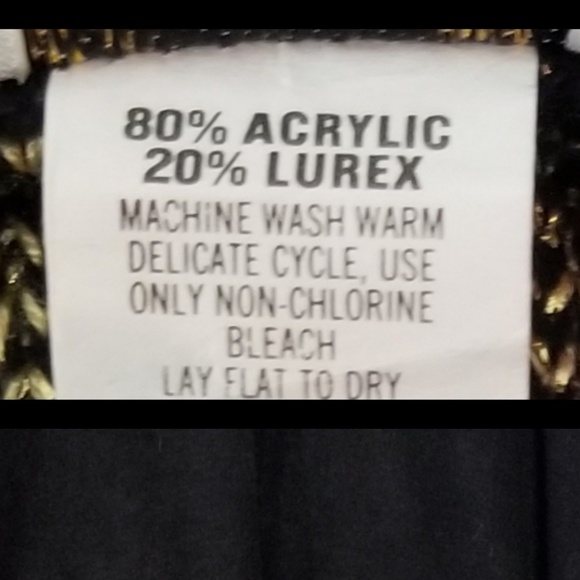 80% ACRYLIC
20% LUREX
MACHINE WASH WARM
DELICATE CYCLE, USE
ONLY NON-CHLORINE
BLEACH
LAY FLAT TO DRY